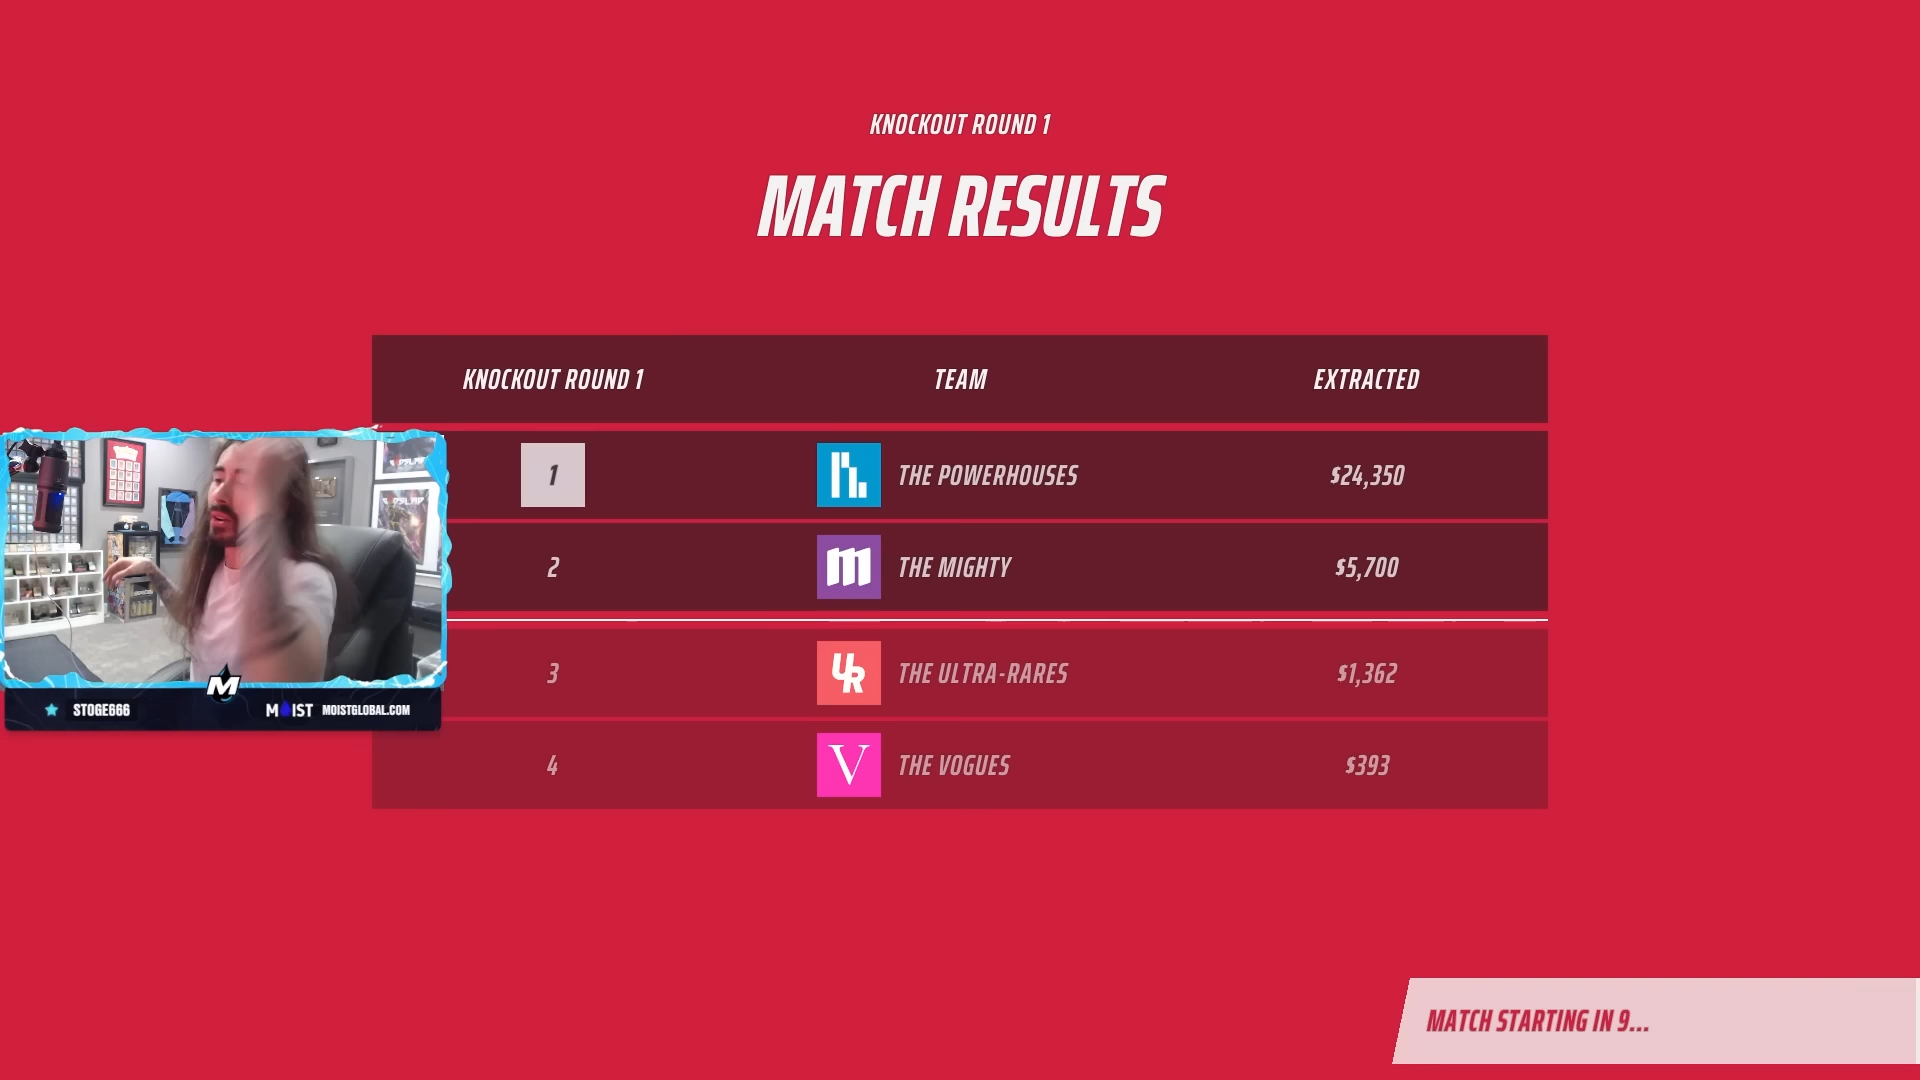 KNOCKOUT ROUND 1
MATCH RESULTS
KNOCKOUT ROUND 1 TEAM EXTRACTED
1 THE POWERHOUSES $24,350
2 m THE MIGHTY $5,700
3 UR THE ULTRA-RARES $1,362
4 V THE VOGUES $393
M
STOGE666 MOIST MOISTGLOBAL.COM
MATCH STARTING IN 9...